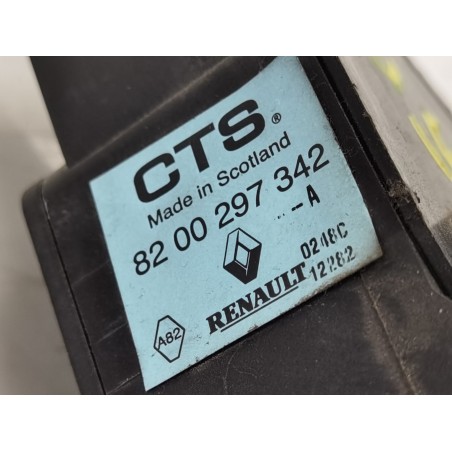 CTS®
Made in Scotland
82 00 297 342
"-A
RENAULT
0248C
12282
A82